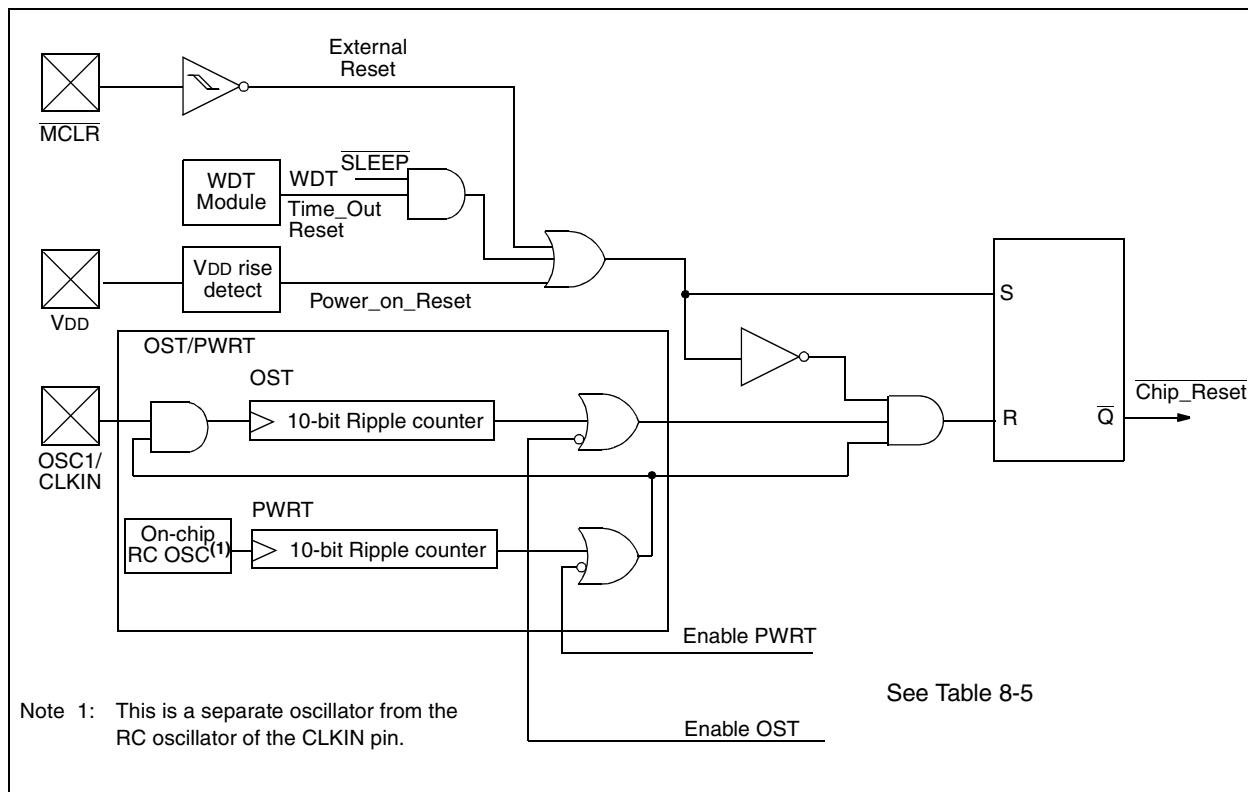 External
Reset
MCLR
SLEEP
WDT
Module
WDT
Time_Out
Reset
VDD rise
detect
Power_on_Reset
VDD
S
OST/PWRT
OST
10-bit Ripple counter
Chip_Reset
R
Q
OSC1/
CLKIN
PWRT
On-chip
RC OSC(1)
10-bit Ripple counter
Enable PWRT
See Table 8-5
Note 1: This is a separate oscillator from the
RC oscillator of the CLKIN pin.
Enable OST